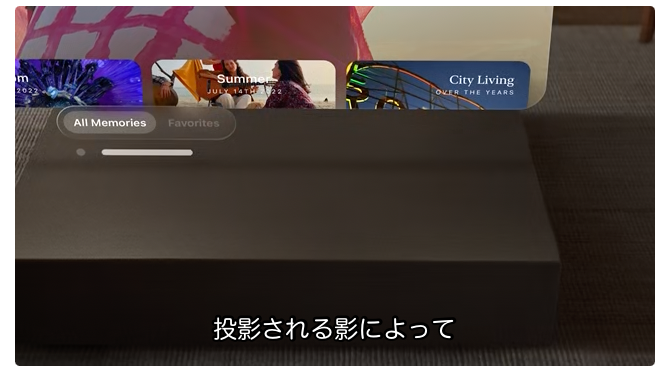 om
2022
Summer
JULY 14TH 2022
City Living
OVER THE YEARS
All Memories
Favorites
投影される影によって